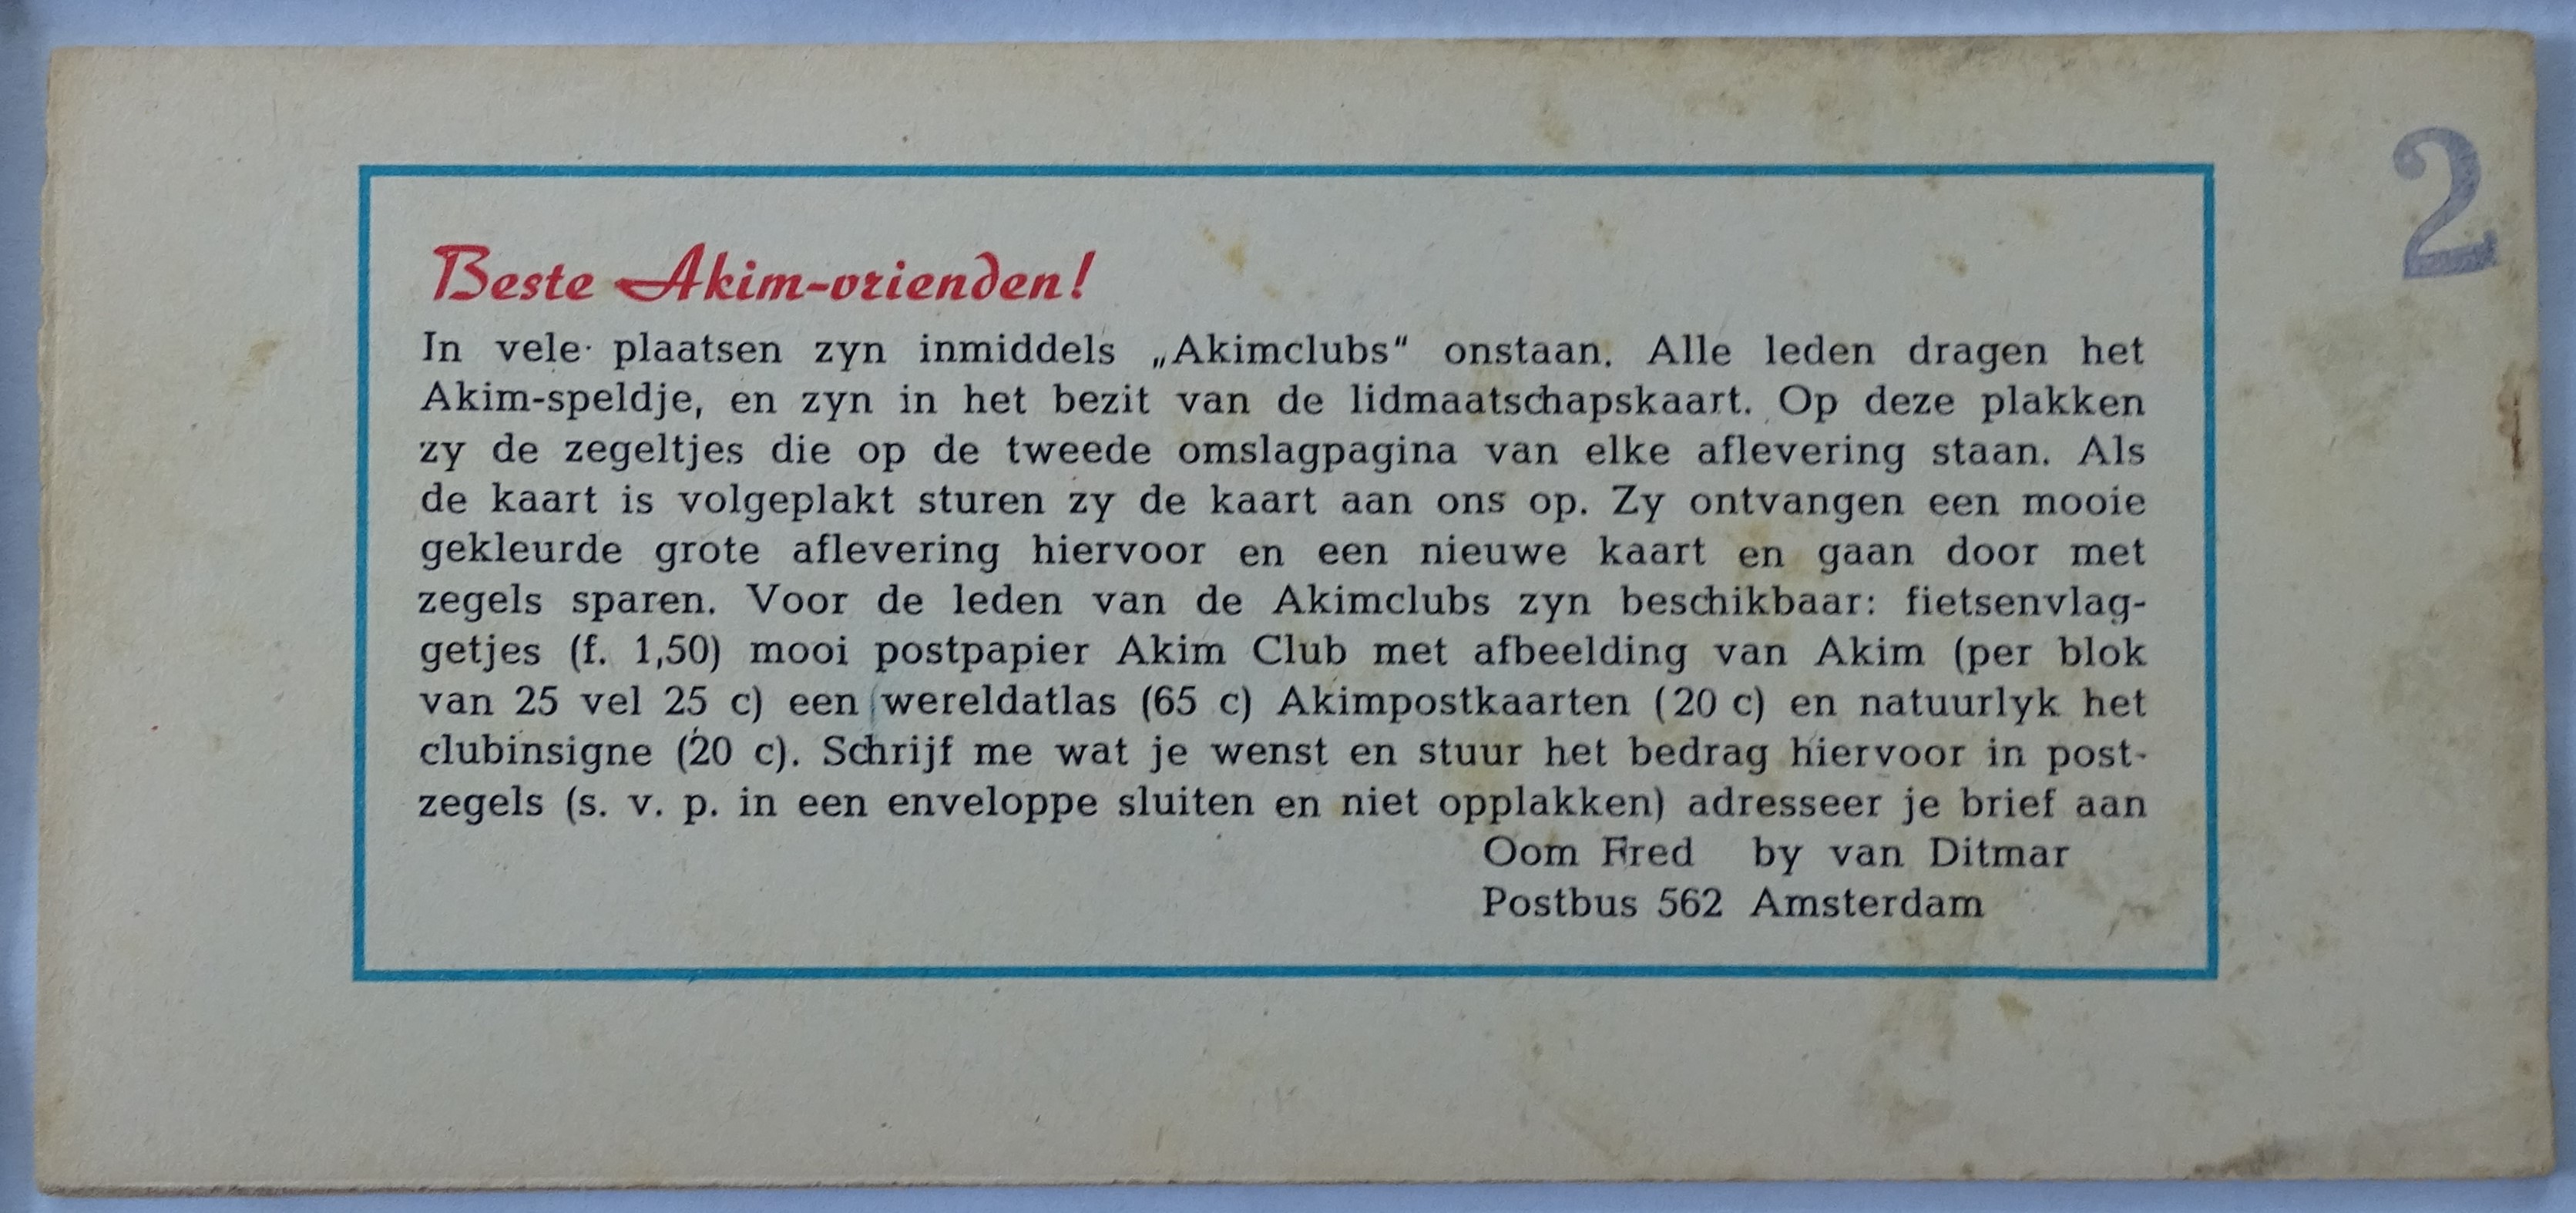 2
Beste Akim-vrienden!
In vele plaatsen zyn inmiddels „Akimclubs" onstaan. Alle leden dragen het
Akim-speldje, en zyn in het bezit van de lidmaatschapskaart. Op deze plakken
zy de zegeltjes die op de tweede omslagpagina van elke aflevering staan. Als
de kaart is volgeplakt sturen zy de kaart aan ons op. Zy ontvangen een mooie
gekleurde grote aflevering hiervoor en een nieuwe kaart en gaan door met
zegels sparen. Voor de leden van de Akimclubs zyn beschikbaar: fietsenvlag-
getjes (f. 1,50) mooi postpapier Akim Club met afbeelding van Akim (per blok
van 25 vel 25 c) een wereldatlas (65 c) Akimpostkaarten (20 c) en natuurlyk het
clubinsigne (20 c). Schrijf me wat je wenst en stuur het bedrag hiervoor in post-
zegels (s. v. p. in een enveloppe sluiten en niet opplakken) adresseer je brief aan
Oom Fred by van Ditmar
Postbus 562 Amsterdam